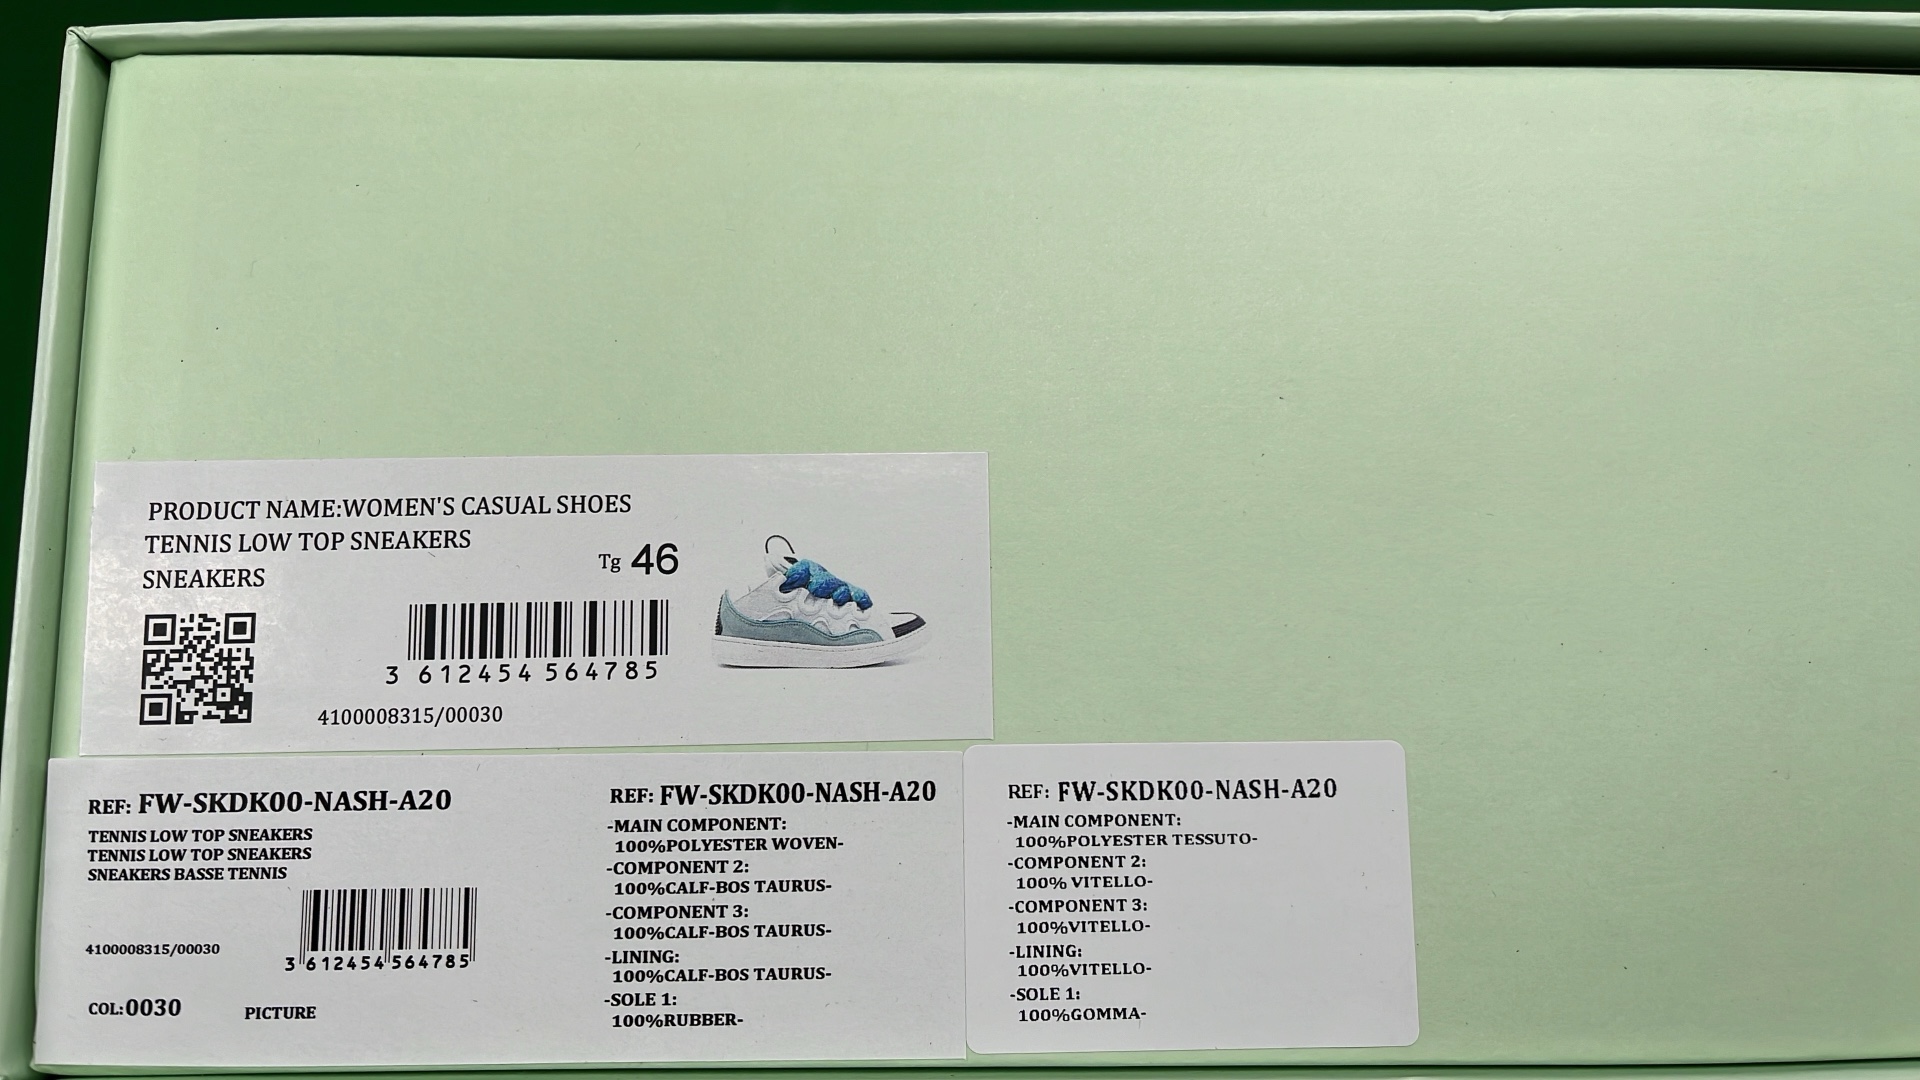 PRODUCT NAME:WOMEN'S CASUAL SHOES
TENNIS LOW TOP SNEAKERS
SNEAKERS
Tg 46
3 612454 564785
4100008315/00030
REF: FW-SKDK00-NASH-A20
TENNIS LOW TOP SNEAKERS
TENNIS LOW TOP SNEAKERS
SNEAKERS BASSE TENNIS
4100008315/00030
3 612454 564785
COL:0030
PICTURE
REF: FW-SKDK00-NASH-A20
-MAIN COMPONENT:
100%POLYESTER WOVEN-
-COMPONENT 2:
100%CALF-BOS TAURUS-
-COMPONENT 3:
100%CALF-BOS TAURUS-
-LINING:
100%CALF-BOS TAURUS-
-SOLE 1:
100%RUBBER-
REF: FW-SKDK00-NASH-A20
-MAIN COMPONENT:
100%POLYESTER TESSUTO-
-COMPONENT 2:
100% VITELLO-
-COMPONENT 3:
100%VITELLO-
-LINING:
100%VITELLO-
-SOLE 1:
100%GOMMA-